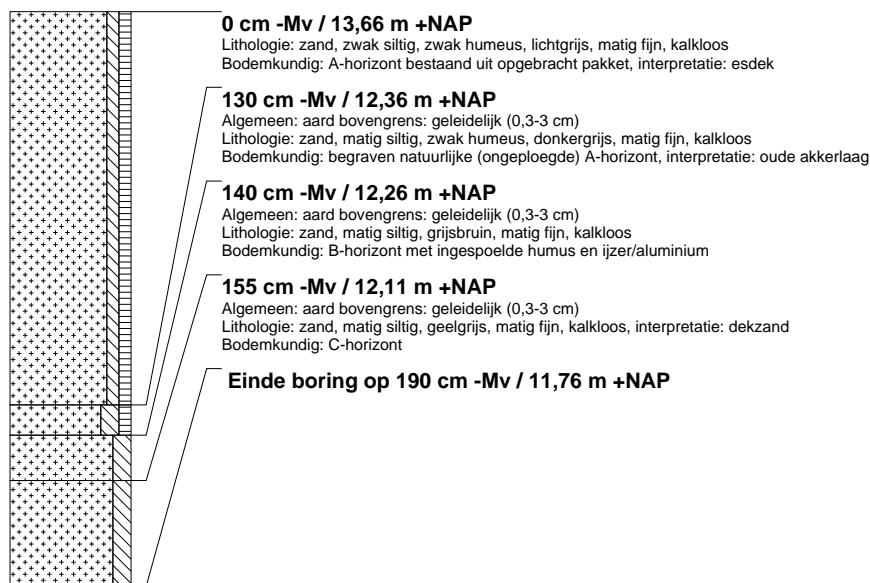 0 cm -Mv / 13,66 m +NAP
Lithologie: zand, zwak siltig, zwak humeus, lichtgrijs, matig fijn, kalkloos
Bodemkundig: A-horizont bestaand uit opgebracht pakket, interpretatie: esdek
130 cm -Mv / 12,36 m +NAP
Algemeen: aard bovengrens: geleidelijk (0,3-3 cm)
Lithologie: zand, matig siltig, zwak humeus, donkergrijs, matig fijn, kalkloos
Bodemkundig: begraven natuurlijke (ongeploegde) A-horizont, interpretatie: oude akkerlaag
140 cm -Mv / 12,26 m +NAP
Algemeen: aard bovengrens: geleidelijk (0,3-3 cm)
Lithologie: zand, matig siltig, grijsbruin, matig fijn, kalkloos
Bodemkundig: B-horizont met ingespoelde humus en ijzer/aluminium
155 cm -Mv / 12,11 m +NAP
Algemeen: aard bovengrens: geleidelijk (0,3-3 cm)
Lithologie: zand, matig siltig, geelgrijs, matig fijn, kalkloos, interpretatie: dekzand
Bodemkundig: C-horizont
Einde boring op 190 cm -Mv / 11,76 m +NAP